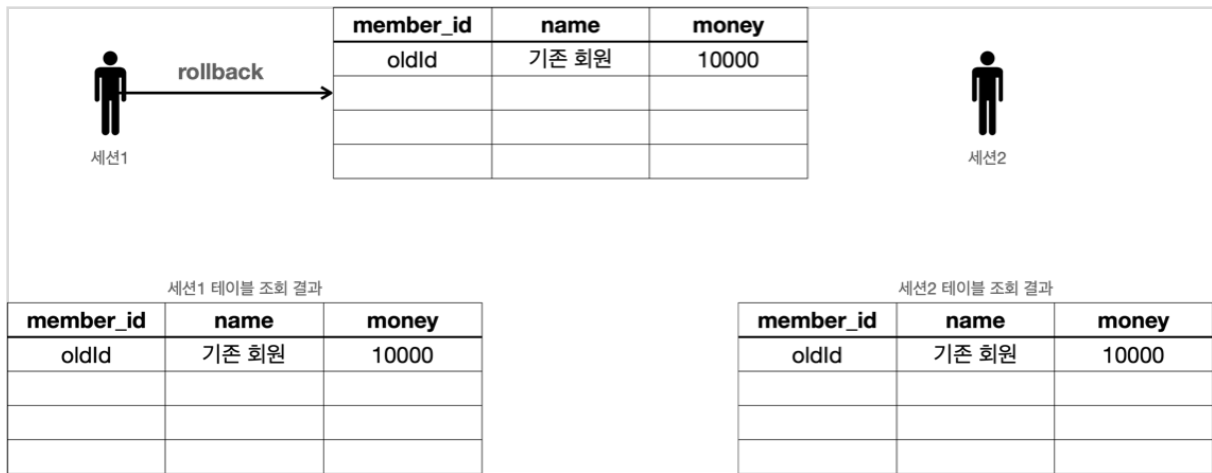 member_id name money
oldId 기존 회원 10000
rollback
세션1
세션2
세션1 테이블 조회 결과
member_id name money
oldId 기존 회원 10000
세션2 테이블 조회 결과
member_id name money
oldId 기존 회원 10000